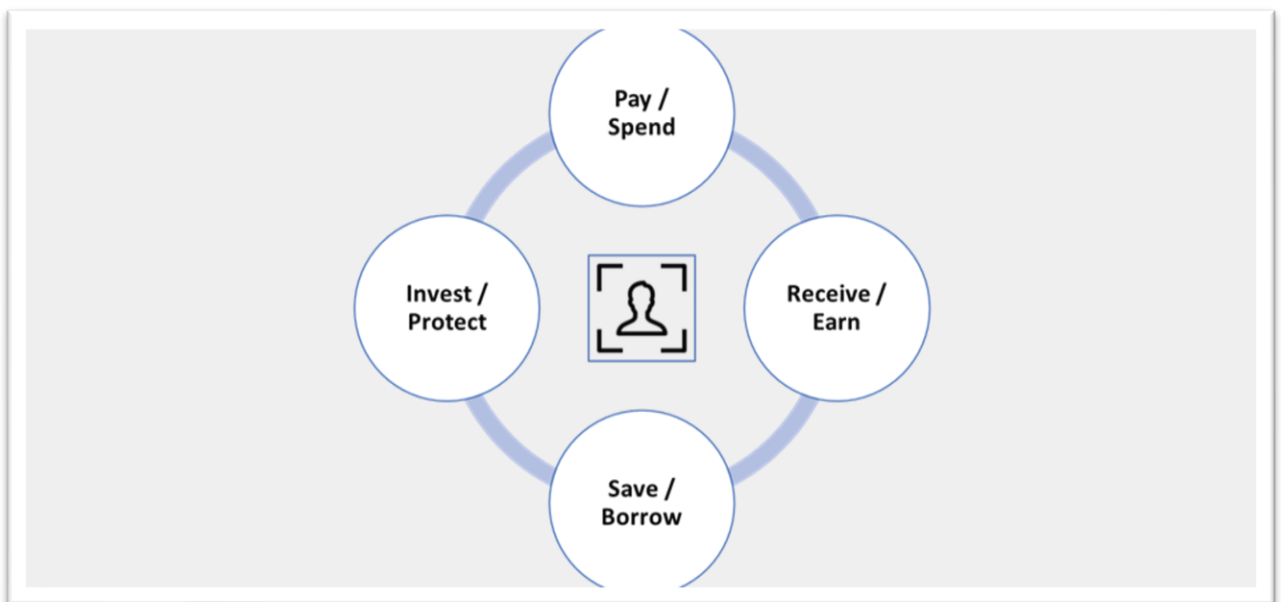 Pay /
Spend
Invest /
Protect
Receive /
Earn
Save /
Borrow